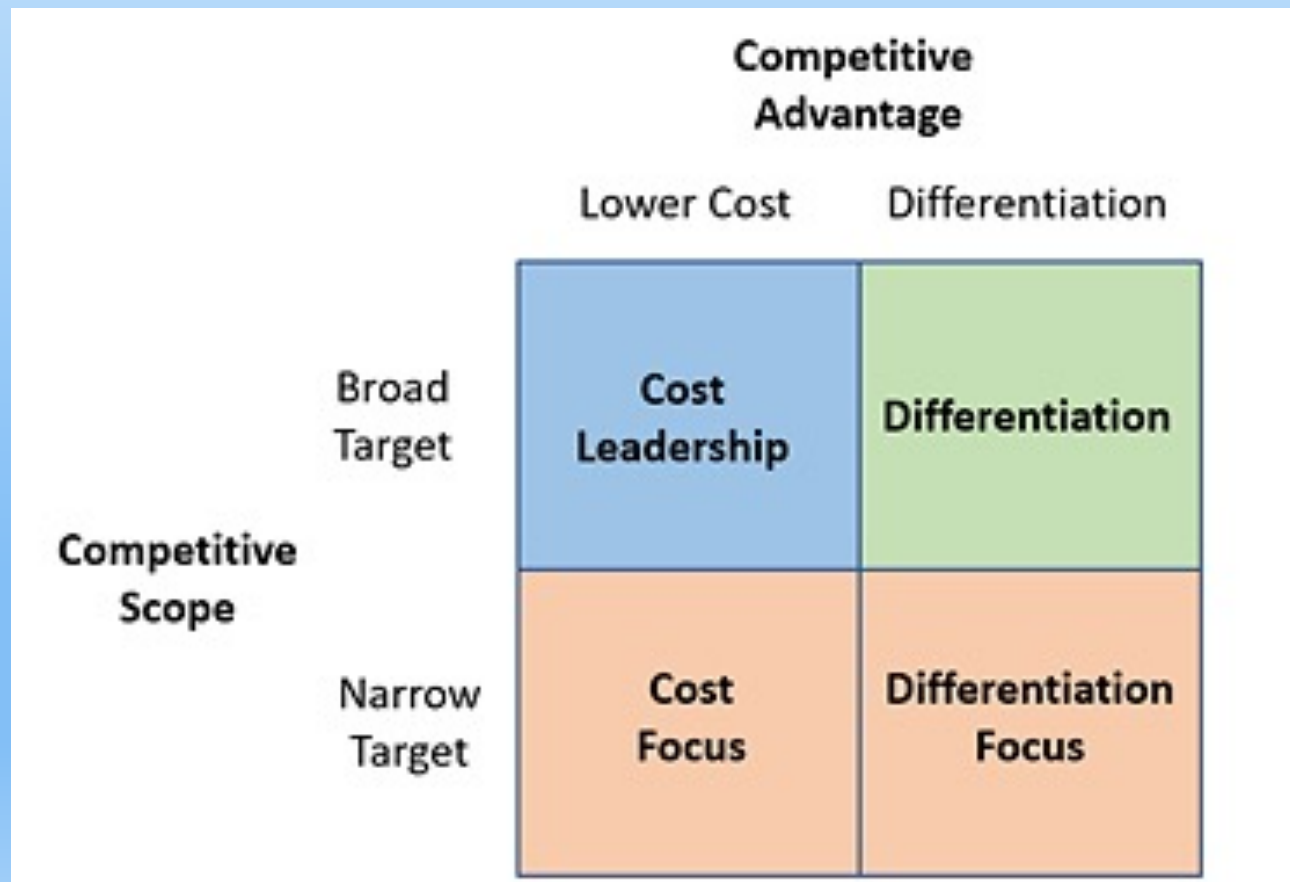 Competitive
Advantage
Lower Cost
Differentiation
Broad
Target
Cost
Leadership
Differentiation
Competitive
Scope
Narrow
Target
Cost
Focus
Differentiation
Focus